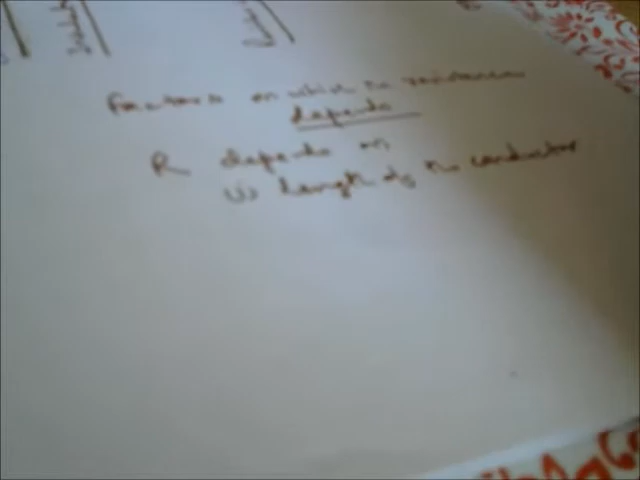 Factors on which the resistance
depends
R depends on
(i) length of the conductor